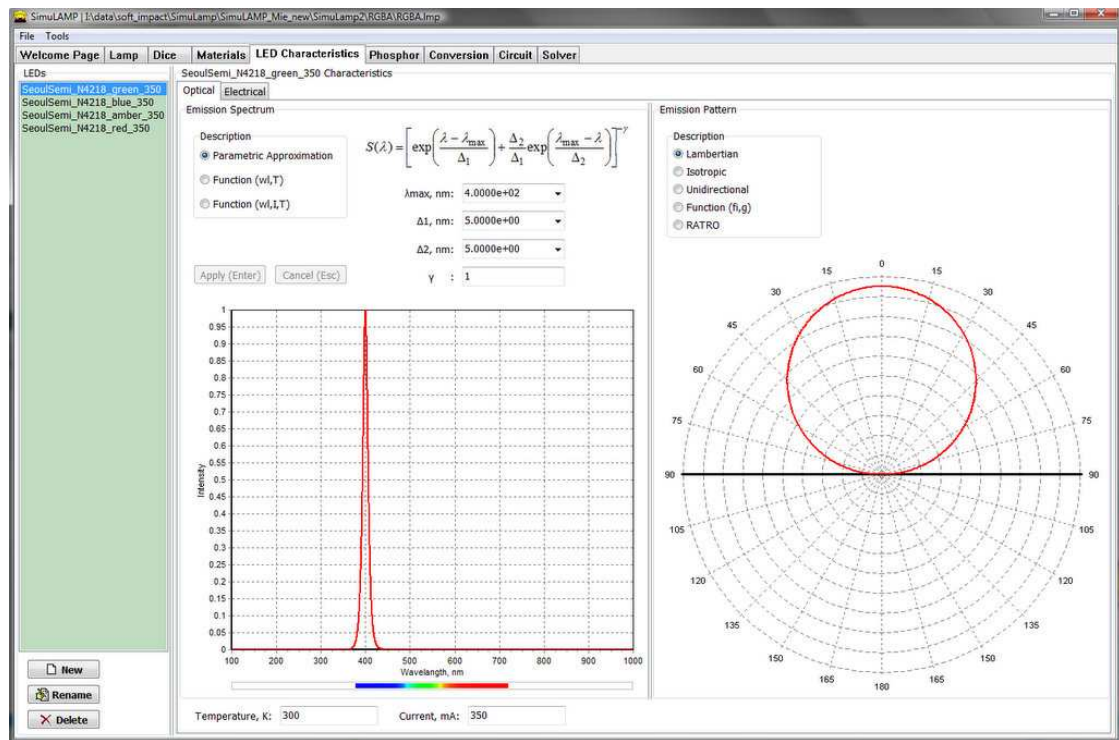 SimuLAMP | I:\data\soft_impact\SimuLamp\SimuLAMP_Mie_new\SimuLamp2\RGBA\RGBA.lmp
File Tools
Welcome Page Lamp Dice Materials LED Characteristics Phosphor Conversion Circuit Solver
LEDs
SeoulSemi_N4218_green_350
SeoulSemi_N4218_blue_350
SeoulSemi_N4218_amber_350
SeoulSemi_N4218_red_350
New
Rename
Delete
SeoulSemi_N4218_green_350 Characteristics
Optical Electrical
Emission Spectrum
Description
Parametric Approximation
Function (wl,T)
Function (wl,I,T)
S(λ) = [exp((λ − λmax)/Δ1) + Δ2/Δ1 exp((λmax − λ)/Δ2)]^−γ
λmax, nm: 4.0000e+02
Δ1, nm: 5.0000e+00
Δ2, nm: 5.0000e+00
γ : 1
Apply (Enter) Cancel (Esc)
Intensity
1
0.95
0.9
0.85
0.8
0.75
0.7
0.65
0.6
0.55
0.5
0.45
0.4
0.35
0.3
0.25
0.2
0.15
0.1
0.05
0
100 200 300 400 500 600 700 800 900 1000
Wavelength, nm
Temperature, K: 300 Current, mA: 350
Emission Pattern
Description
Lambertian
Isotropic
Unidirectional
Function (fi,g)
RATRO
0
15 15
30 30
45 45
60 60
75 75
90 90
105 105
120 120
135 135
150 150
165 165
180